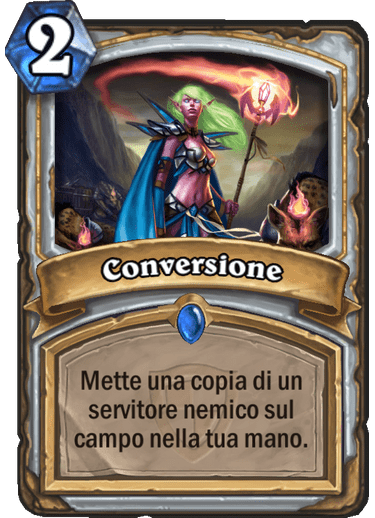 2
Conversione
Mette una copia di un
servitore nemico sul
campo nella tua mano.